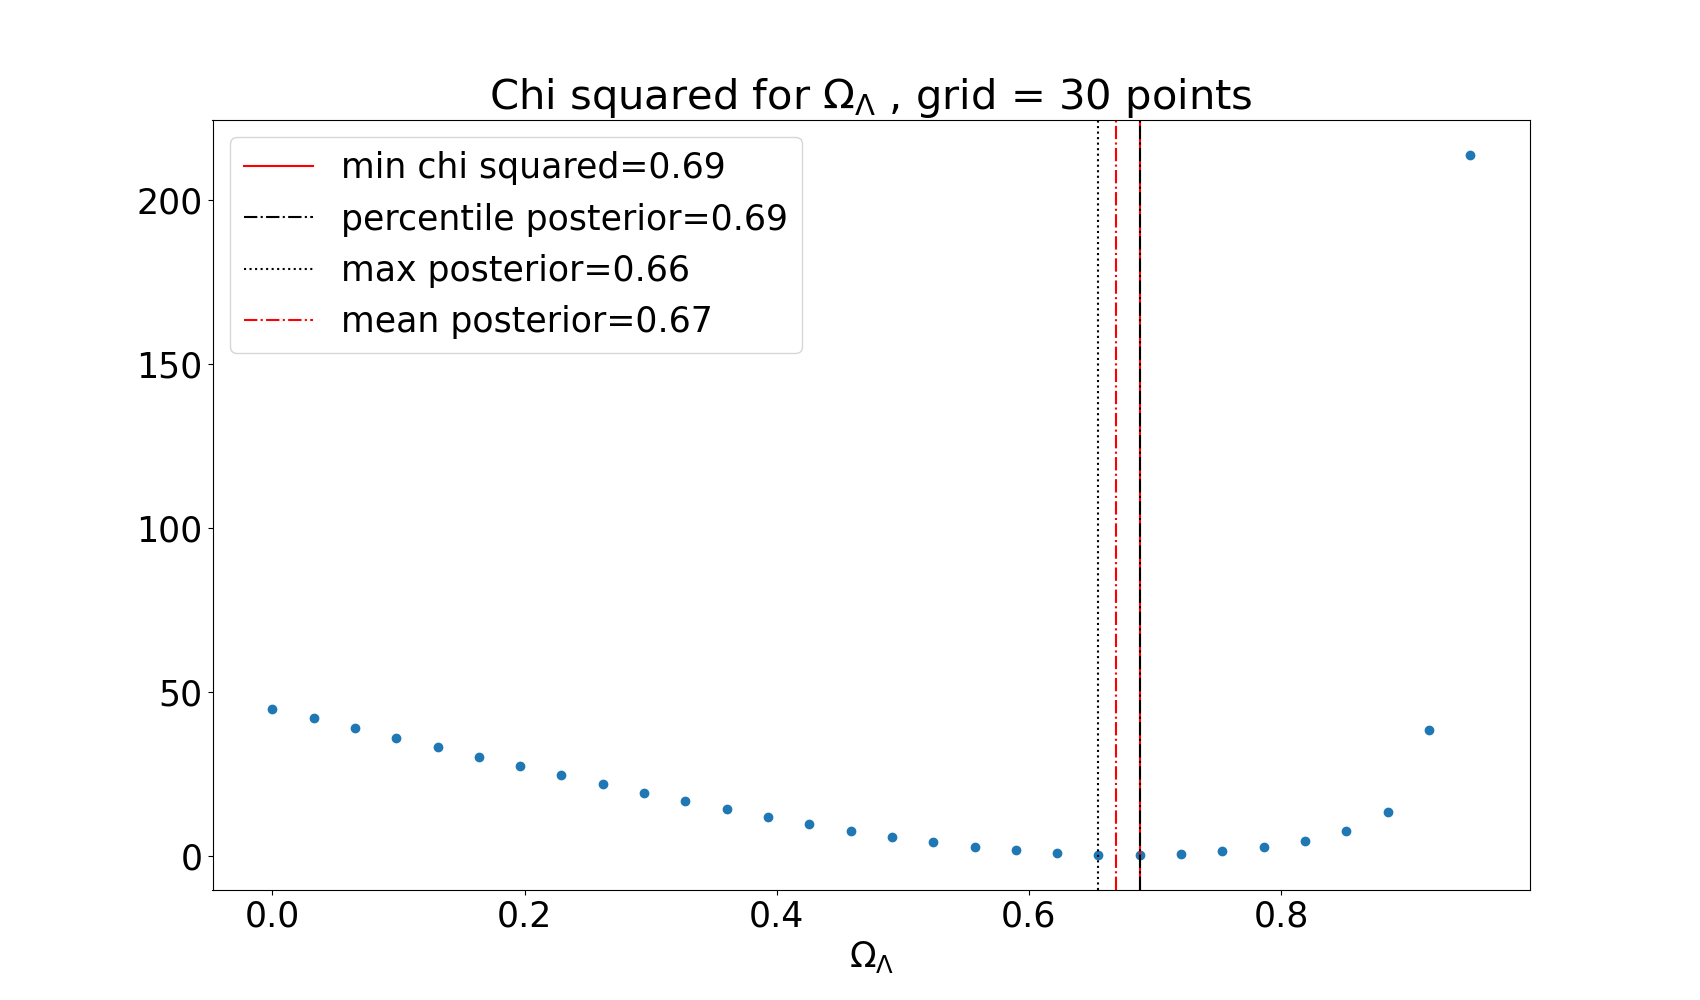 Chi squared for Ω_Λ , grid = 30 points
min chi squared=0.69
percentile posterior=0.69
max posterior=0.66
mean posterior=0.67
200
150
100
50
0
0.0 0.2 0.4 0.6 0.8
Ω_Λ